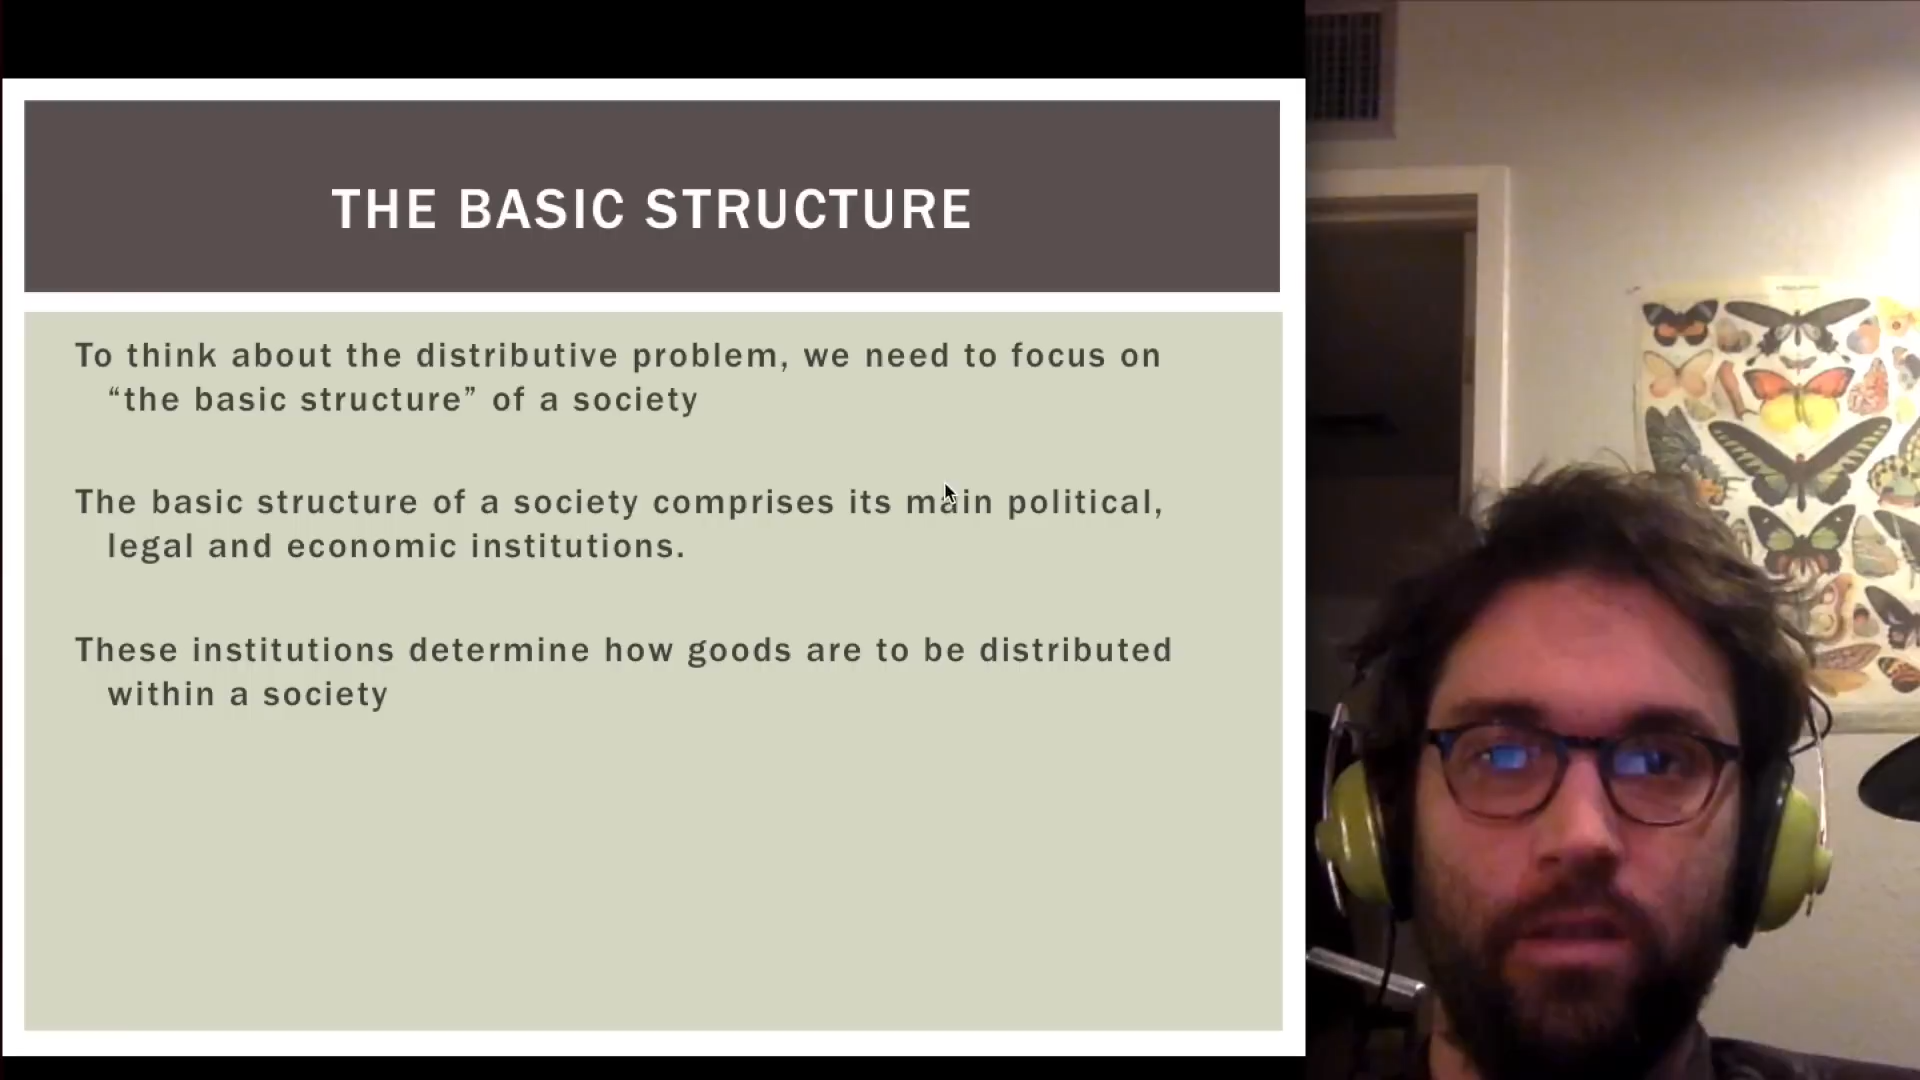 THE BASIC STRUCTURE
To think about the distributive problem, we need to focus on
“the basic structure” of a society
The basic structure of a society comprises its main political,
legal and economic institutions.
These institutions determine how goods are to be distributed
within a society